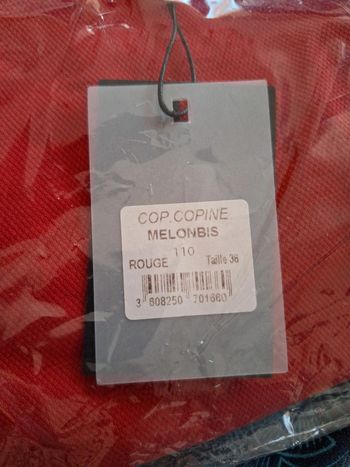 COP.COPINE
MELONBIS
110
ROUGE Taille 36
3 608250 701660